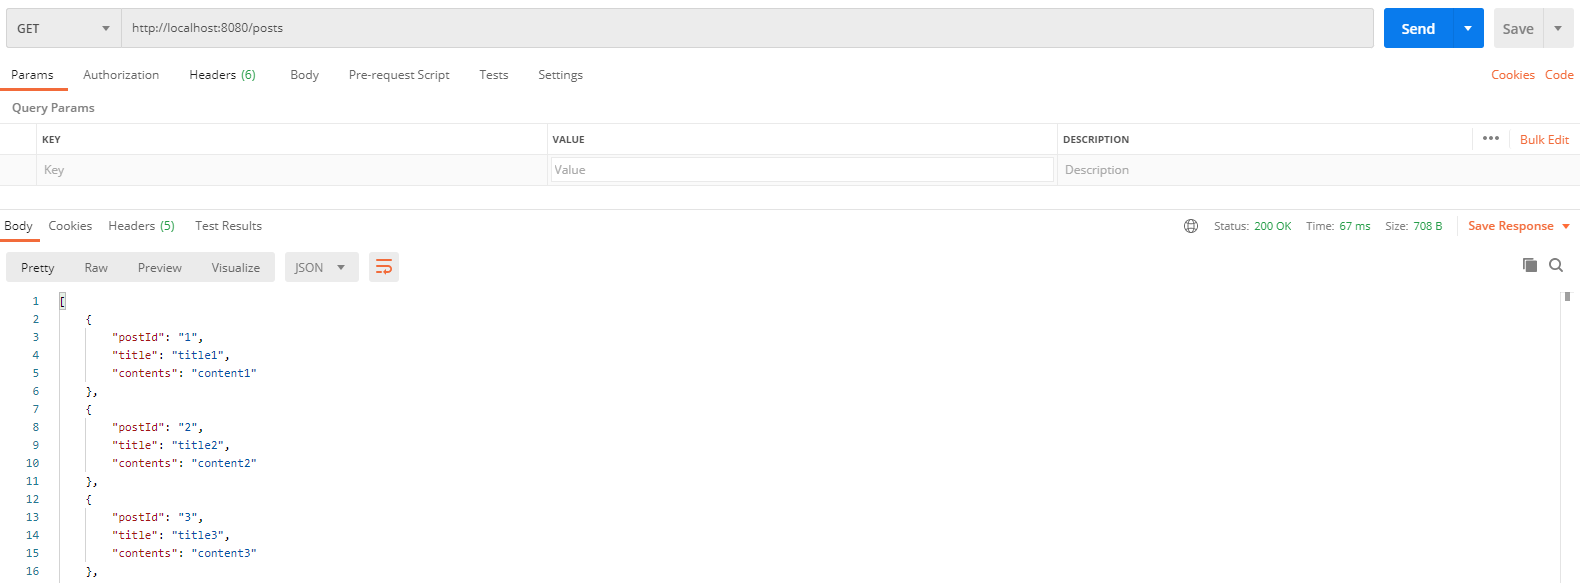 GET http://localhost:8080/posts Send Save
Params Authorization Headers (6) Body Pre-request Script Tests Settings Cookies Code
Query Params
KEY VALUE DESCRIPTION ••• Bulk Edit
Key Value Description
Body Cookies Headers (5) Test Results Status: 200 OK Time: 67 ms Size: 708 B Save Response
Pretty Raw Preview Visualize JSON
1 [
2 {
3 "postId": "1",
4 "title": "title1",
5 "contents": "content1"
6 },
7 {
8 "postId": "2",
9 "title": "title2",
10 "contents": "content2"
11 },
12 {
13 "postId": "3",
14 "title": "title3",
15 "contents": "content3"
16 },